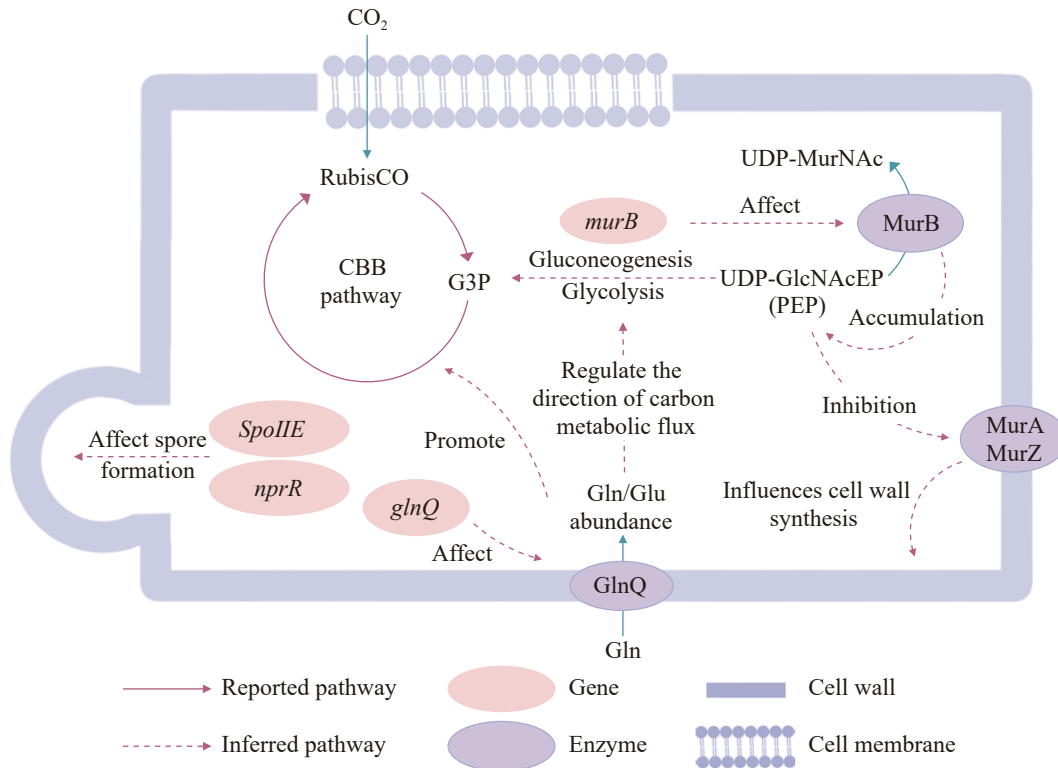 CO₂
UDP-MurNAc
RubisCO
murB
Affect
MurB
CBB
pathway
G3P
Gluconeogenesis
Glycolysis
UDP-GlcNAcEP
(PEP)
Accumulation
Regulate the
direction of carbon
metabolic flux
Inhibition
MurA
MurZ
Affect spore
formation
SpoIIE
nprR
Promote
glnQ
Affect
Gln/Glu
abundance
Influences cell wall
synthesis
GlnQ
Gln
Reported pathway
Gene
Cell wall
Inferred pathway
Enzyme
Cell membrane